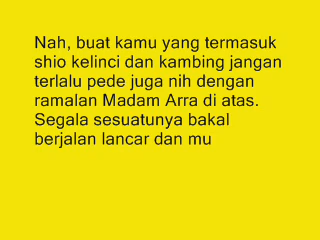 Nah, buat kamu yang termasuk
shio kelinci dan kambing jangan
terlalu pede juga nih dengan
ramalan Madam Arra di atas.
Segala sesuatunya bakal
berjalan lancar dan mu